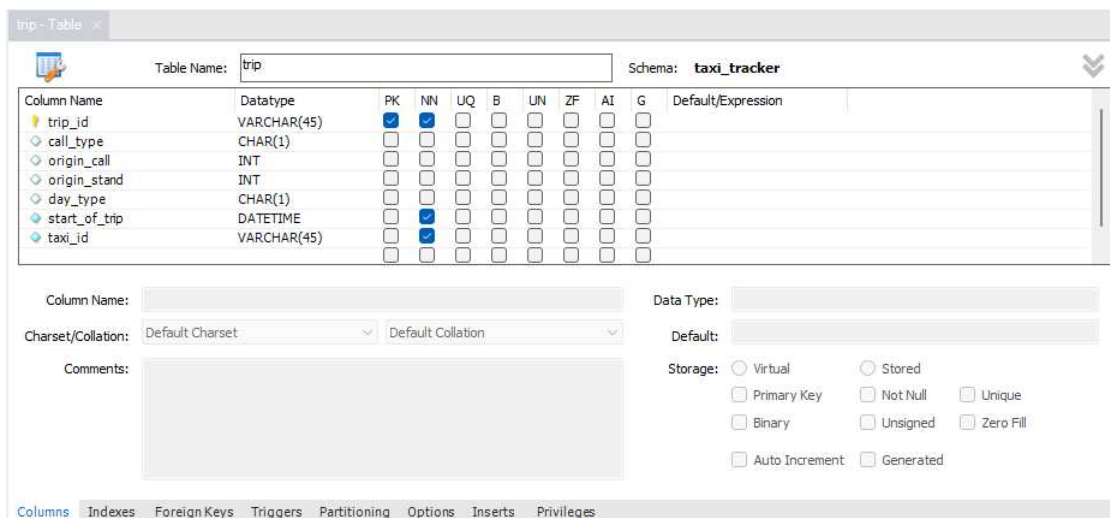 trip - Table ×
Table Name: trip Schema: taxi_tracker
Column Name Datatype PK NN UQ B UN ZF AI G Default/Expression
trip_id VARCHAR(45)
call_type CHAR(1)
origin_call INT
origin_stand INT
day_type CHAR(1)
start_of_trip DATETIME
taxi_id VARCHAR(45)
Column Name: Data Type:
Charset/Collation: Default Charset Default Collation Default:
Comments: Storage: Virtual Stored
Primary Key Not Null Unique
Binary Unsigned Zero Fill
Auto Increment Generated
Columns Indexes Foreign Keys Triggers Partitioning Options Inserts Privileges